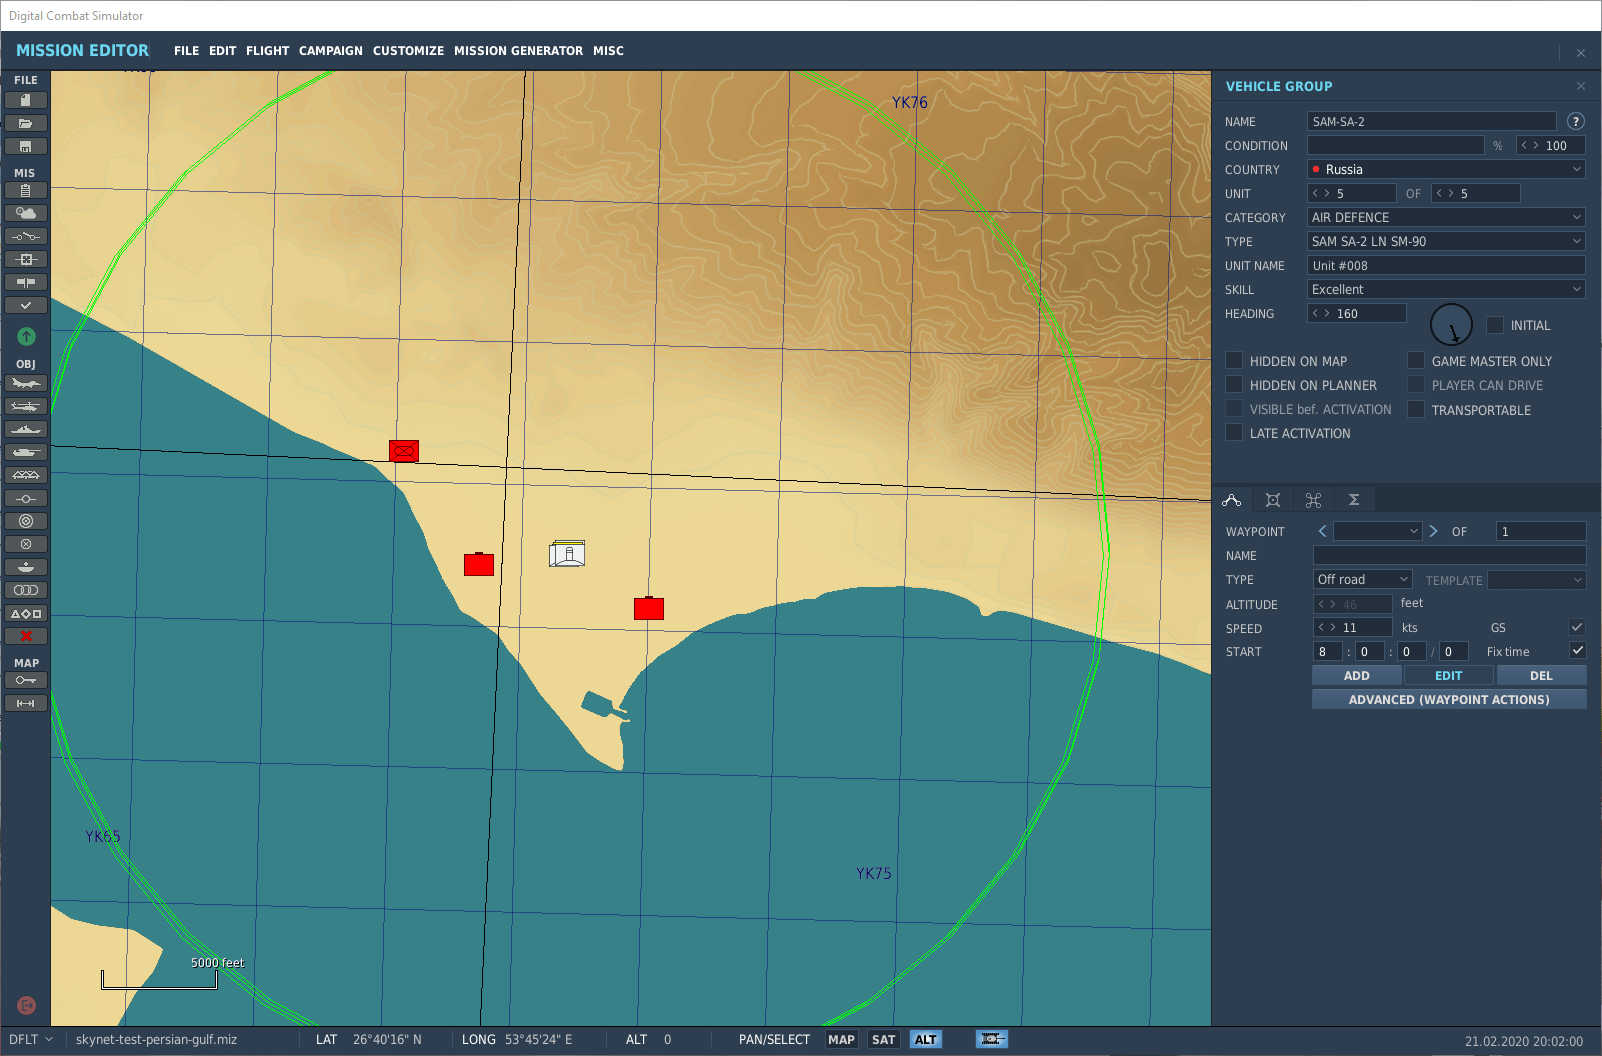 Digital Combat Simulator
MISSION EDITOR FILE EDIT FLIGHT CAMPAIGN CUSTOMIZE MISSION GENERATOR MISC
FILE
MIS
OBJ
MAP
YK76
YK65
YK75
5000 feet
VEHICLE GROUP
NAME SAM-SA-2 ?
CONDITION % < > 100
COUNTRY Russia
UNIT < > 5 OF < > 5
CATEGORY AIR DEFENCE
TYPE SAM SA-2 LN SM-90
UNIT NAME Unit #008
SKILL Excellent
HEADING < > 160 INITIAL
HIDDEN ON MAP GAME MASTER ONLY
HIDDEN ON PLANNER PLAYER CAN DRIVE
VISIBLE bef. ACTIVATION TRANSPORTABLE
LATE ACTIVATION
Σ
WAYPOINT < > OF 1
NAME
TYPE Off road TEMPLATE
ALTITUDE < > 46 feet
SPEED < > 11 kts GS
START 8 : 0 : 0 / 0 Fix time
ADD EDIT DEL
ADVANCED (WAYPOINT ACTIONS)
DFLT skynet-test-persian-gulf.miz LAT 26°40'16" N LONG 53°45'24" E ALT 0 PAN/SELECT MAP SAT ALT 21.02.2020 20:02:00